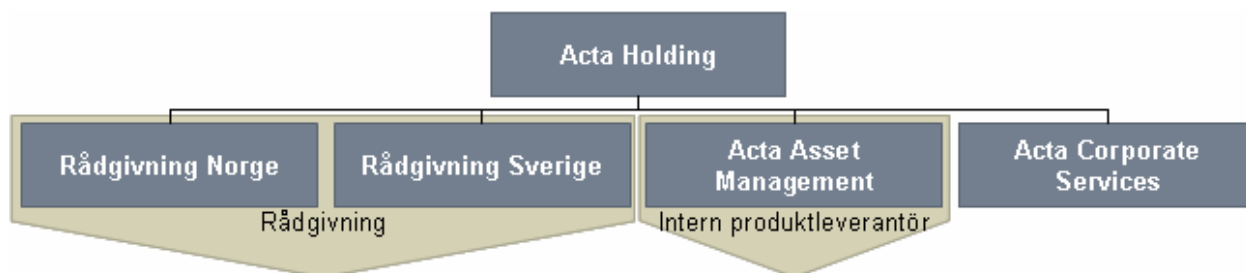 Acta Holding
Rådgivning Norge
Rådgivning Sverige
Acta Asset
Management
Acta Corporate
Services
Rådgivning
Intern produktleverantör